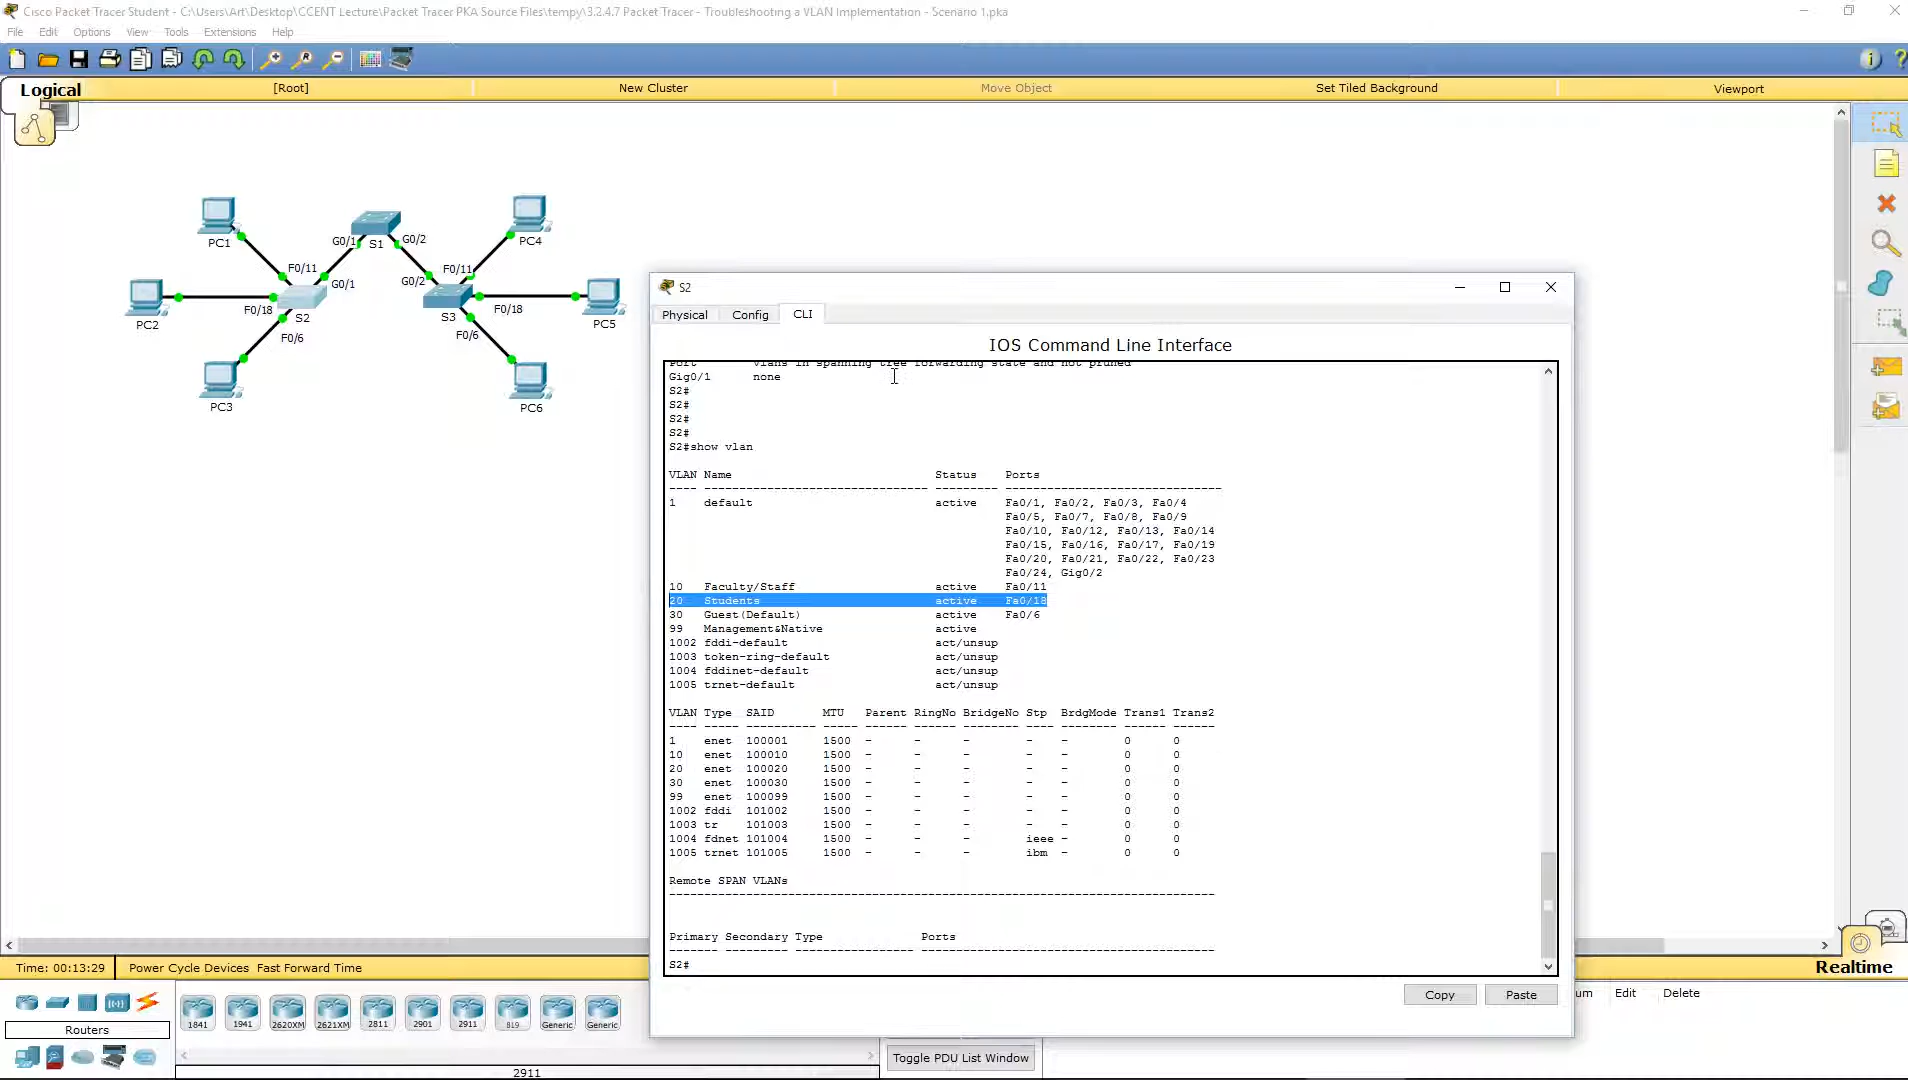 Cisco Packet Tracer Student - C:\Users\Art\Desktop\CCENT Lecture\Packet Tracer PKA Source Files\tempy\3.2.4.7 Packet Tracer - Troubleshooting a VLAN Implementation - Scenario 1.pka
File Edit Options View Tools Extensions Help
Logical [Root] New Cluster Move Object Set Tiled Background Viewport
PC1
PC2
PC3
PC4
PC5
PC6
S1
S2
S3
G0/1
G0/2
F0/11
G0/1
F0/18
F0/6
G0/2
F0/11
F0/18
F0/6
S2
Physical Config CLI
IOS Command Line Interface
Port        Vlans in spanning tree forwarding state and not pruned
Gig0/1      none
S2#
S2#
S2#
S2#
S2#show vlan
VLAN Name                             Status    Ports
---- -------------------------------- --------- -------------------------------
1    default                          active    Fa0/1, Fa0/2, Fa0/3, Fa0/4
                                                Fa0/5, Fa0/7, Fa0/8, Fa0/9
                                                Fa0/10, Fa0/12, Fa0/13, Fa0/14
                                                Fa0/15, Fa0/16, Fa0/17, Fa0/19
                                                Fa0/20, Fa0/21, Fa0/22, Fa0/23
                                                Fa0/24, Gig0/2
10   Faculty/Staff                    active    Fa0/11
20   Students                         active    Fa0/18
30   Guest(Default)                   active    Fa0/6
99   Management&Native                active
1002 fddi-default                     act/unsup
1003 token-ring-default               act/unsup
1004 fddinet-default                  act/unsup
1005 trnet-default                    act/unsup
VLAN Type  SAID       MTU   Parent RingNo BridgeNo Stp  BrdgMode Trans1 Trans2
---- ----- ---------- ----- ------ ------ -------- ---- -------- ------ ------
1    enet  100001     1500  -      -      -        -    -        0      0
10   enet  100010     1500  -      -      -        -    -        0      0
20   enet  100020     1500  -      -      -        -    -        0      0
30   enet  100030     1500  -      -      -        -    -        0      0
99   enet  100099     1500  -      -      -        -    -        0      0
1002 fddi  101002     1500  -      -      -        -    -        0      0
1003 tr    101003     1500  -      -      -        -    -        0      0
1004 fdnet 101004     1500  -      -      -        ieee -        0      0
1005 trnet 101005     1500  -      -      -        ibm  -        0      0
Remote SPAN VLANs
------------------------------------------------------------------------------
Primary Secondary Type              Ports
------- --------- ----------------- ------------------------------------------
S2#
Copy Paste
Time: 00:13:29 Power Cycle Devices Fast Forward Time
Realtime
um Edit Delete
Routers
1841 1941 2620XM 2621XM 2811 2901 2911 819 Generic Generic
Toggle PDU List Window
2911